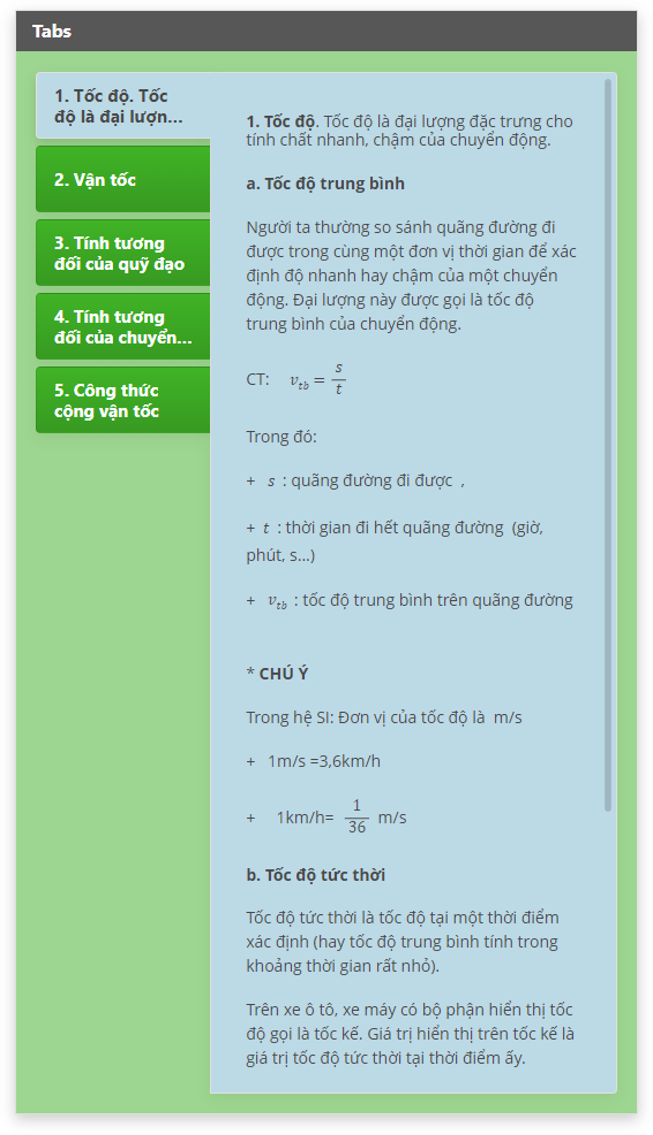 Tabs
1. Tốc độ. Tốc
độ là đại lượn...
2. Vận tốc
3. Tính tương
đối của quỹ đạo
4. Tính tương
đối của chuyển...
5. Công thức
cộng vận tốc
1. Tốc độ. Tốc độ là đại lượng đặc trưng cho
tính chất nhanh, chậm của chuyển động.
a. Tốc độ trung bình
Người ta thường so sánh quãng đường đi
được trong cùng một đơn vị thời gian để xác
định độ nhanh hay chậm của một chuyển
động. Đại lượng này được gọi là tốc độ
trung bình của chuyển động.
CT: v_tb = s/t
Trong đó:
+ s : quãng đường đi được ,
+ t : thời gian đi hết quãng đường (giờ,
phút, s...)
+ v_tb : tốc độ trung bình trên quãng đường
* CHÚ Ý
Trong hệ SI: Đơn vị của tốc độ là m/s
+ 1m/s =3,6km/h
+ 1km/h= 1/36 m/s
b. Tốc độ tức thời
Tốc độ tức thời là tốc độ tại một thời điểm
xác định (hay tốc độ trung bình tính trong
khoảng thời gian rất nhỏ).
Trên xe ô tô, xe máy có bộ phận hiển thị tốc
độ gọi là tốc kế. Giá trị hiển thị trên tốc kế là
giá trị tốc độ tức thời tại thời điểm ấy.